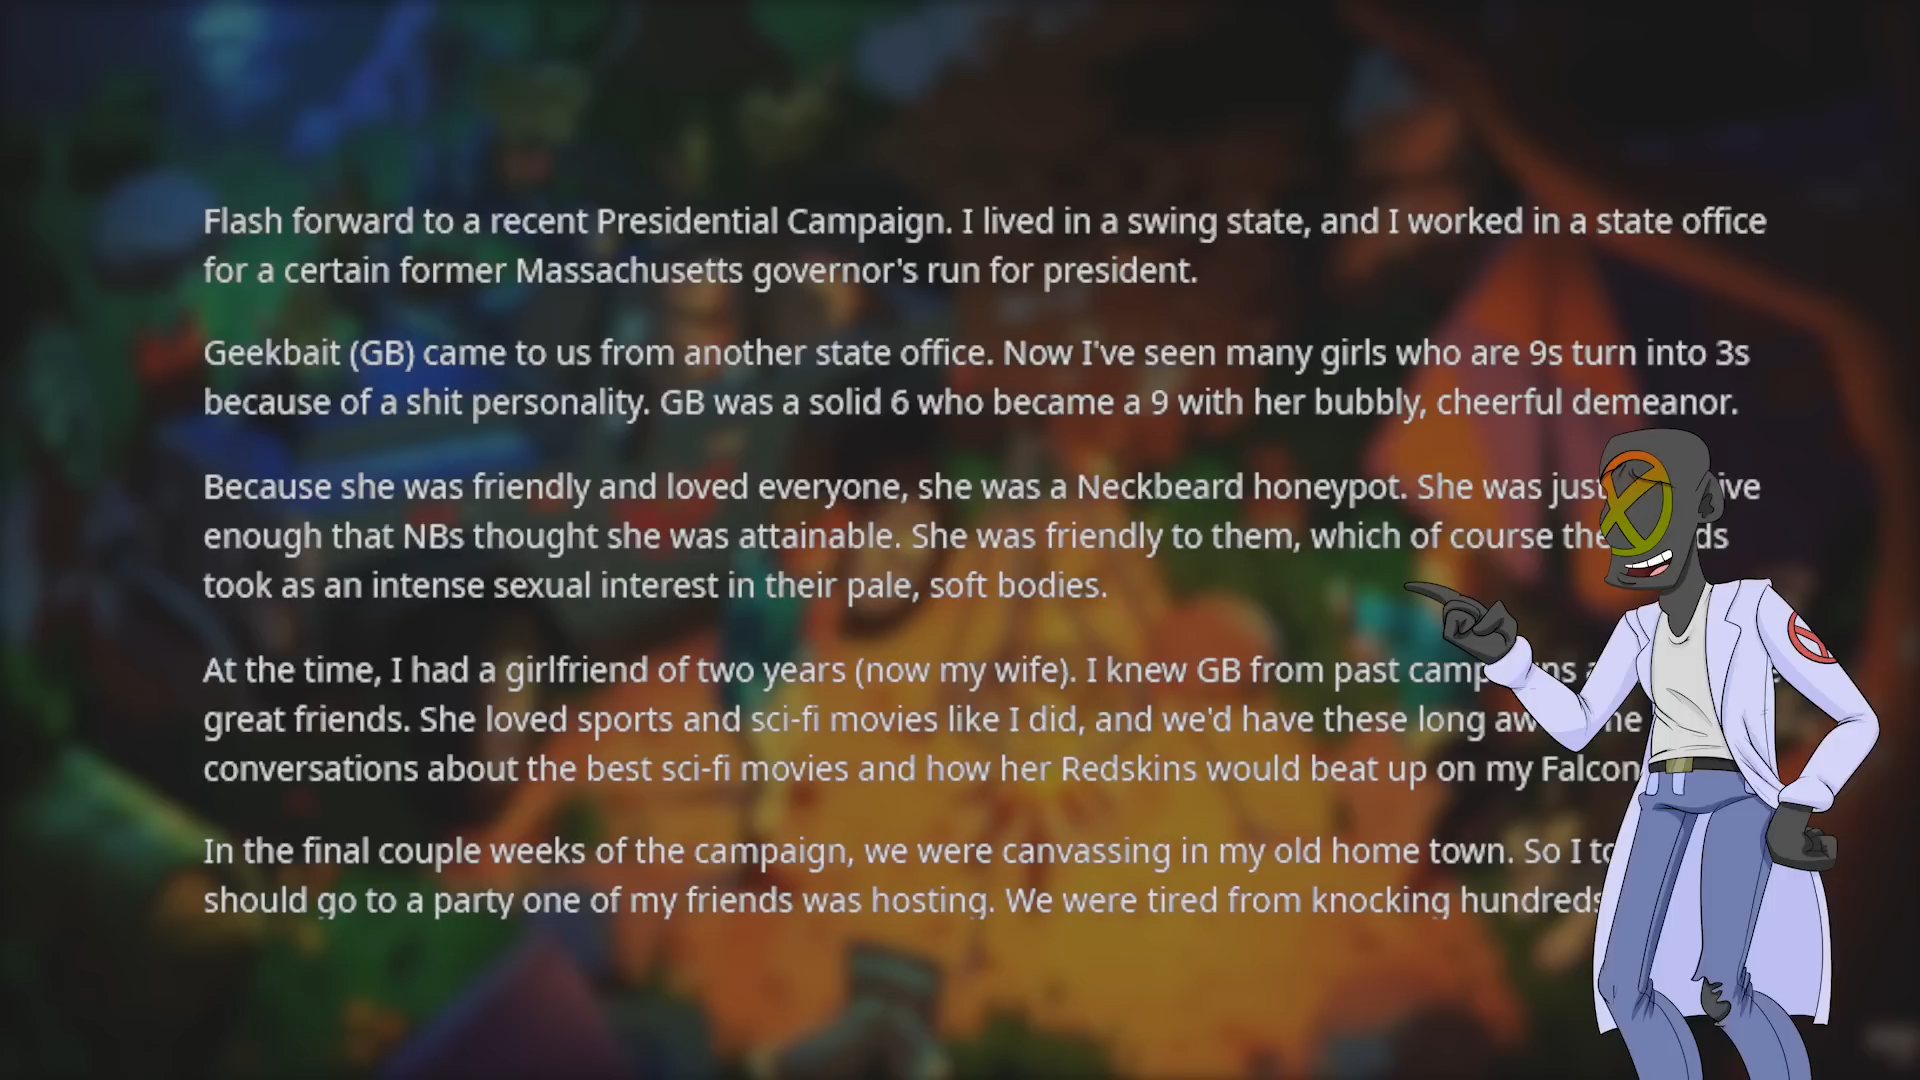 Flash forward to a recent Presidential Campaign. I lived in a swing state, and I worked in a state office
for a certain former Massachusetts governor's run for president.
Geekbait (GB) came to us from another state office. Now I've seen many girls who are 9s turn into 3s
because of a shit personality. GB was a solid 6 who became a 9 with her bubbly, cheerful demeanor.
Because she was friendly and loved everyone, she was a Neckbeard honeypot. She was just
enough that NBs thought she was attainable. She was friendly to them, which of course
took as an intense sexual interest in their pale, soft bodies.
At the time, I had a girlfriend of two years (now my wife). I knew GB from past
great friends. She loved sports and sci-fi movies like I did, and we'd have these long
conversations about the best sci-fi movies and how her Redskins would beat up on my
In the final couple weeks of the campaign, we were canvassing in my old home town. So I
should go to a party one of my friends was hosting. We were tired from knocking hundreds